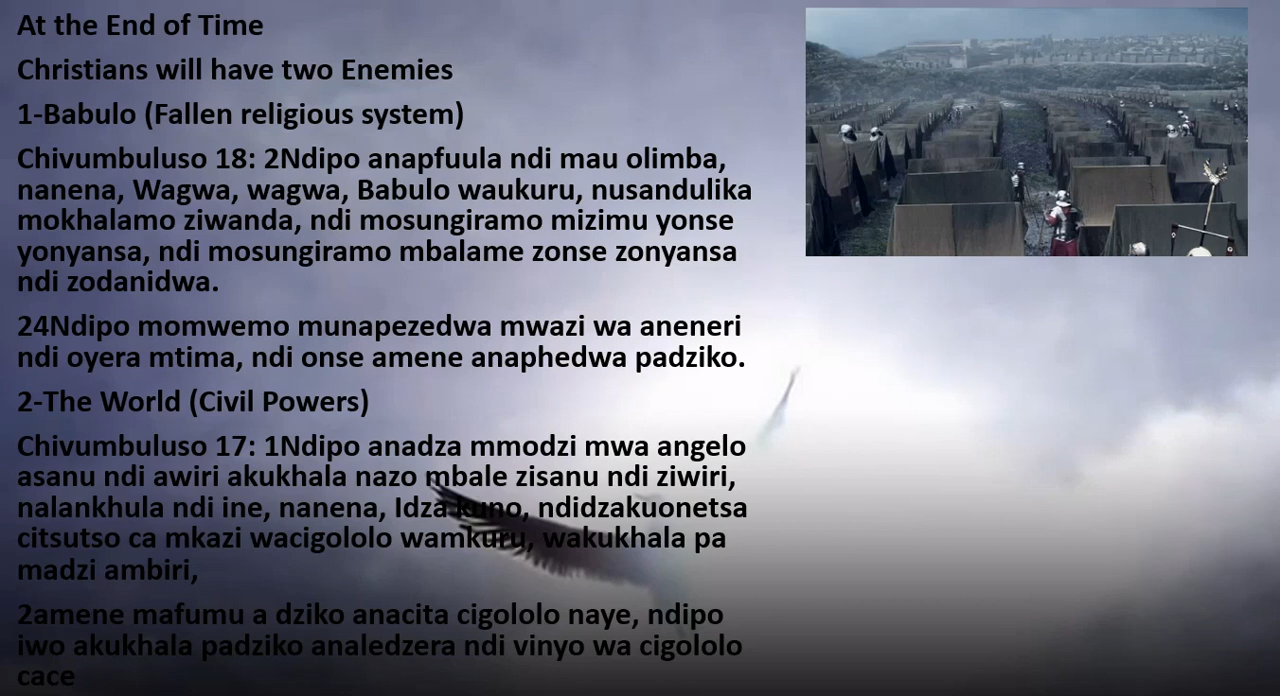 At the End of Time
Christians will have two Enemies
1-Babulo (Fallen religious system)
Chivumbuluso 18: 2Ndipo anapfuula ndi mau olimba,
nanena, Wagwa, wagwa, Babulo waukuru, nusandulika
mokhalamo ziwanda, ndi mosungiramo mizimu yonse
yonyansa, ndi mosungiramo mbalame zonse zonyansa
ndi zodanidwa.
24Ndipo momwemo munapezedwa mwazi wa aneneri
ndi oyera mtima, ndi onse amene anaphedwa padziko.
2-The World (Civil Powers)
Chivumbuluso 17: 1Ndipo anadza mmodzi mwa angelo
asanu ndi awiri akukhala nazo mbale zisanu ndi ziwiri,
nalankhula ndi ine, nanena, Idza kuno, ndidzakuonetsa
citsutso ca mkazi wacigololo wamkuru, wakukhala pa
madzi ambiri,
2amene mafumu a dziko anacita cigololo naye, ndipo
iwo akukhala padziko analedzera ndi vinyo wa cigololo
cace